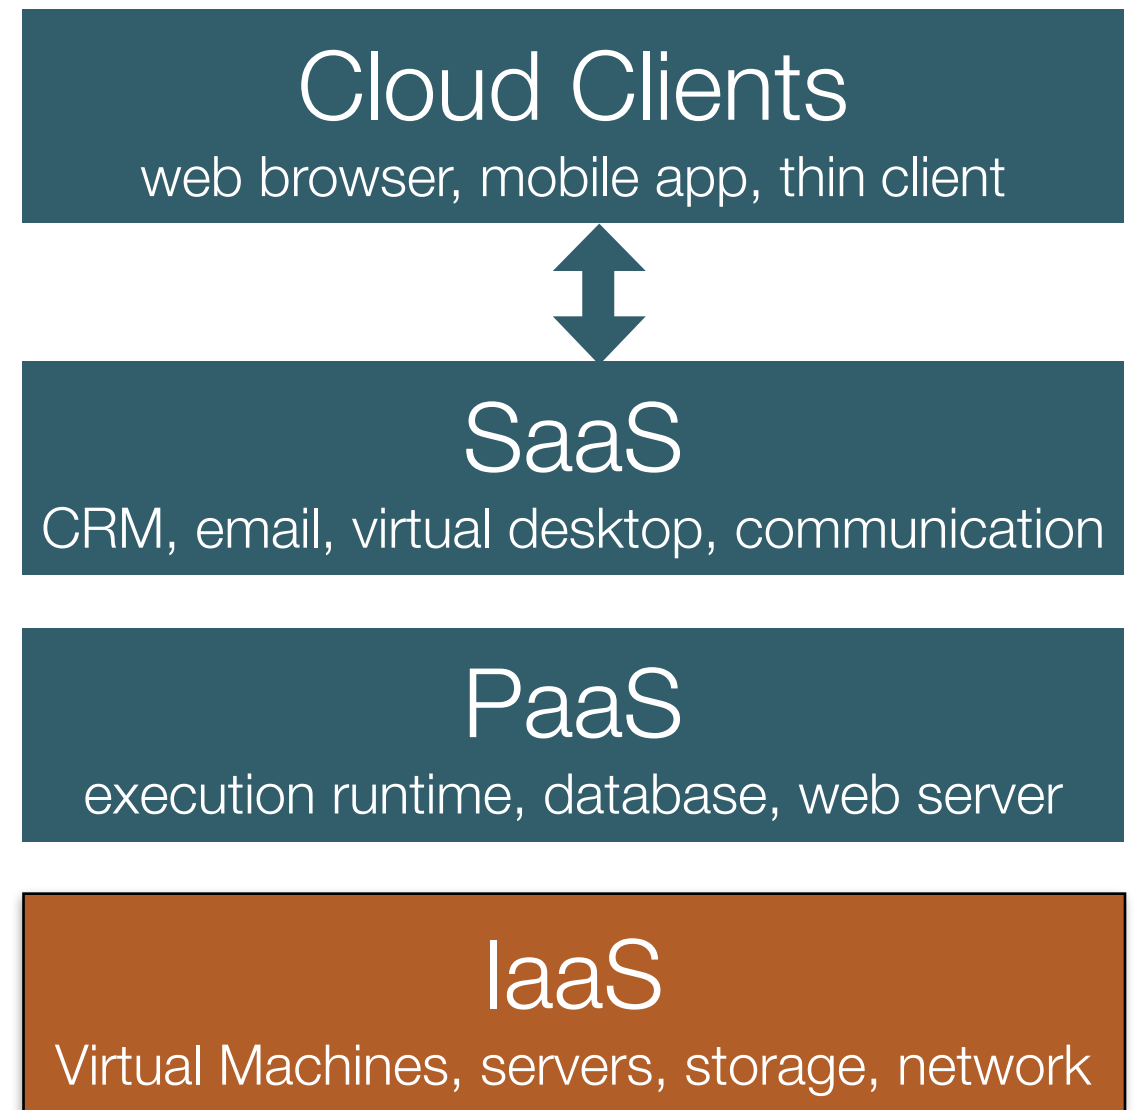 Cloud Clients
web browser, mobile app, thin client
SaaS
CRM, email, virtual desktop, communication
PaaS
execution runtime, database, web server
IaaS
Virtual Machines, servers, storage, network